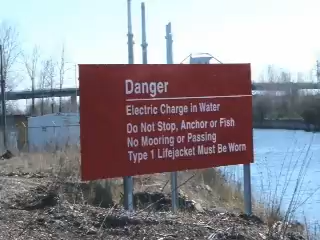 Danger
Electric Charge in Water
Do Not Stop, Anchor or Fish
No Mooring or Passing
Type 1 Lifejacket Must Be Worn